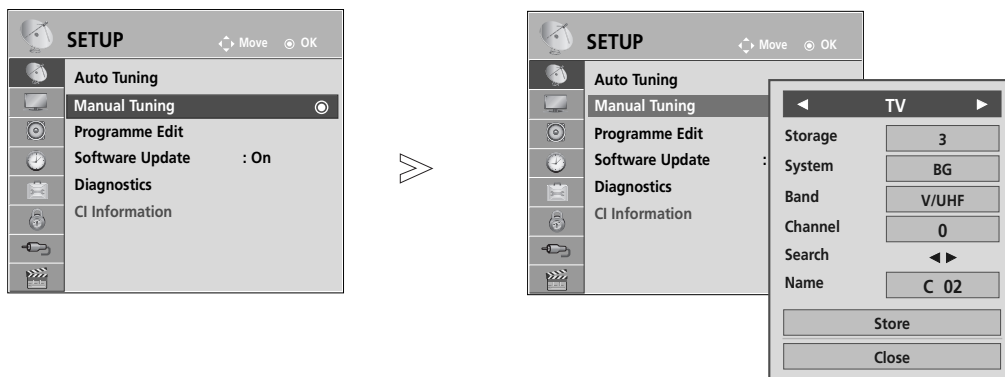 SETUP
Move OK
Auto Tuning
Manual Tuning
Programme Edit
Software Update : On
Diagnostics
CI Information
SETUP
Move OK
Auto Tuning
Manual Tuning
Programme Edit
Software Update :
Diagnostics
CI Information
◄ TV ►
Storage 3
System BG
Band V/UHF
Channel 0
Search ◄ ►
Name C 02
Store
Close